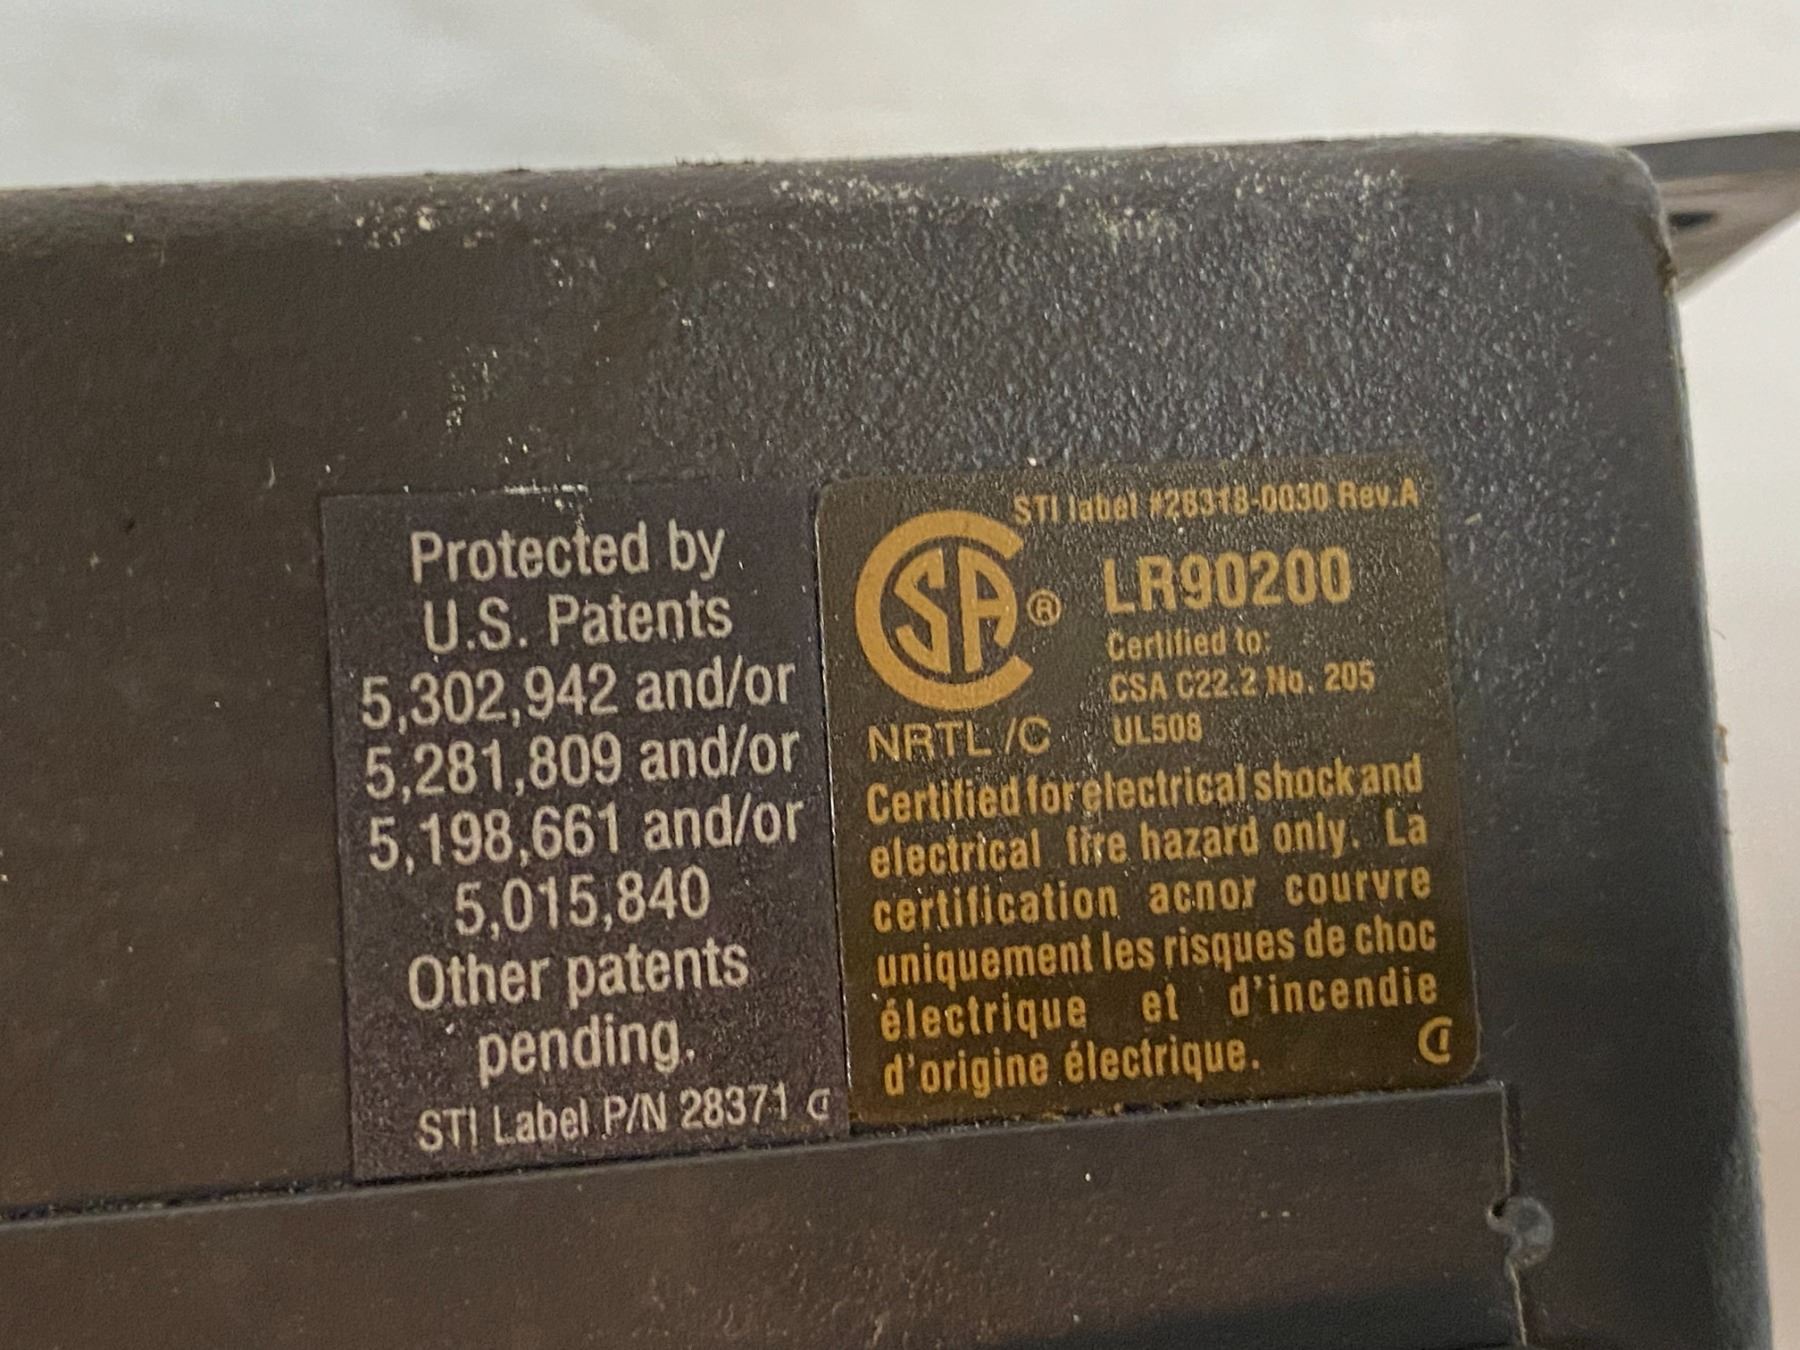 Protected by
U.S. Patents
5,302,942 and/or
5,281,809 and/or
5,198,661 and/or
5,015,840
Other patents
pending.
STI Label P/N 28371
STI label #28318-0030 Rev.A
CSA ® LR90200
Certified to:
CSA C22.2 No. 205
UL508
NRTL /C
Certified for electrical shock and
electrical fire hazard only. La
certification acnor courvre
uniquement les risques de choc
électrique et d'incendie
d'origine électrique.